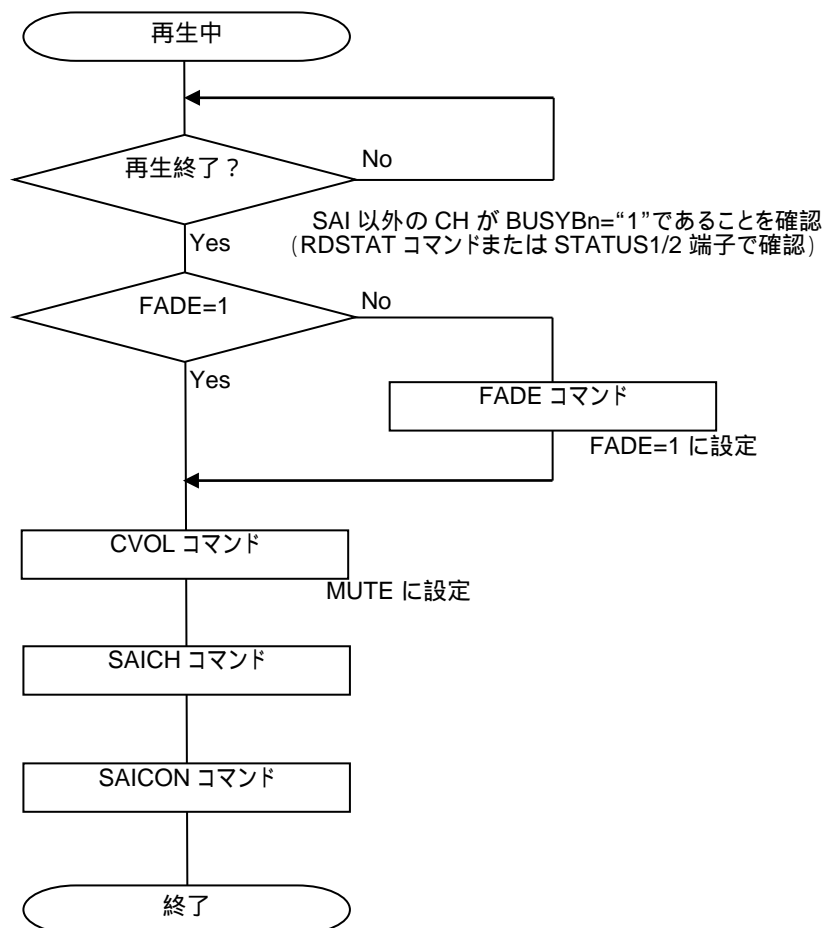 再生中
再生終了？
No
SAI 以外の CH が BUSYBn=“1”であることを確認
（RDSTAT コマンドまたは STATUS1/2 端子で確認）
Yes
FADE=1
No
Yes
FADE コマンド
FADE=1 に設定
CVOL コマンド
MUTE に設定
SAICH コマンド
SAICON コマンド
終了